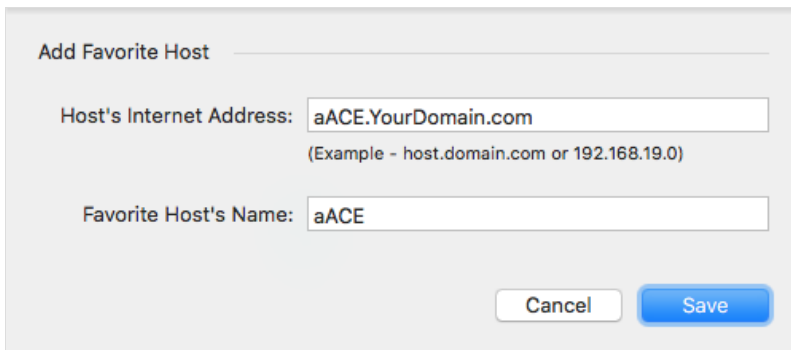 Add Favorite Host
Host's Internet Address: aACE.YourDomain.com
(Example - host.domain.com or 192.168.19.0)
Favorite Host's Name: aACE
Cancel Save